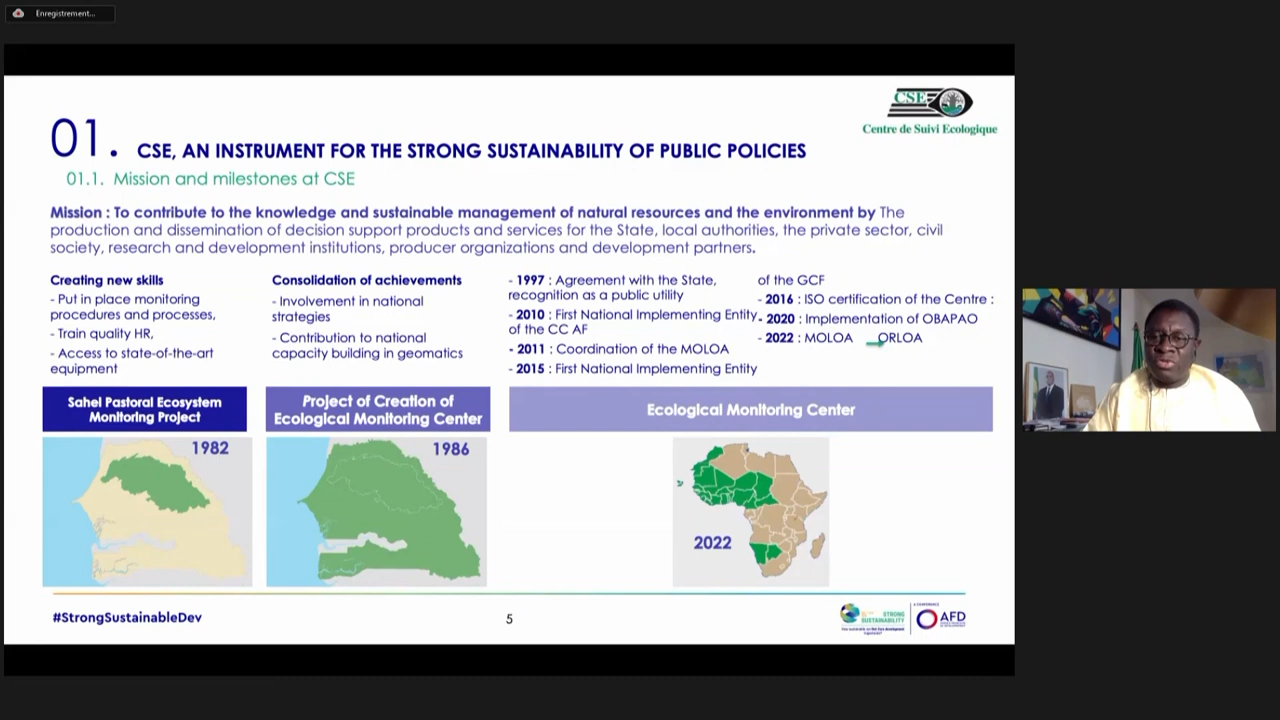 Enregistrement...
CSE
Centre de Suivi Ecologique
01. CSE, AN INSTRUMENT FOR THE STRONG SUSTAINABILITY OF PUBLIC POLICIES
01.1. Mission and milestones at CSE
Mission : To contribute to the knowledge and sustainable management of natural resources and the environment by The
production and dissemination of decision support products and services for the State, local authorities, the private sector, civil
society, research and development institutions, producer organizations and development partners.
Creating new skills
- Put in place monitoring
procedures and processes,
- Train quality HR,
- Access to state-of-the-art
equipment
Consolidation of achievements
- Involvement in national
strategies
- Contribution to national
capacity building in geomatics
- 1997 : Agreement with the State,
recognition as a public utility
- 2010 : First National Implementing Entity
of the CC AF
- 2011 : Coordination of the MOLOA
- 2015 : First National Implementing Entity
of the GCF
- 2016 : ISO certification of the Centre :
- 2020 : Implementation of OBAPAO
- 2022 : MOLOA → ORLOA
Sahel Pastoral Ecosystem
Monitoring Project
Project of Creation of
Ecological Monitoring Center
Ecological Monitoring Center
1982
1986
2022
#StrongSustainableDev
5
STRONG
SUSTAINABILITY
A CONFERENCE
AFD